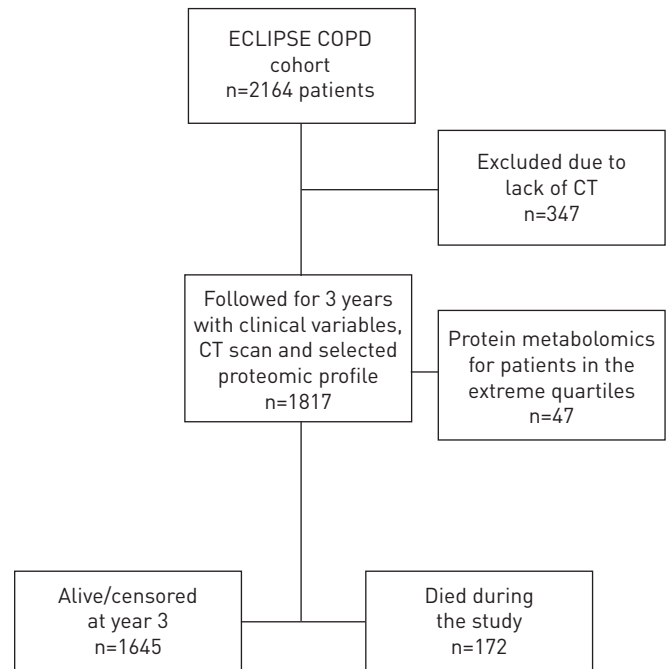 ECLIPSE COPD
cohort
n=2164 patients
Excluded due to
lack of CT
n=347
Followed for 3 years
with clinical variables,
CT scan and selected
proteomic profile
n=1817
Protein metabolomics
for patients in the
extreme quartiles
n=47
Alive/censored
at year 3
n=1645
Died during
the study
n=172